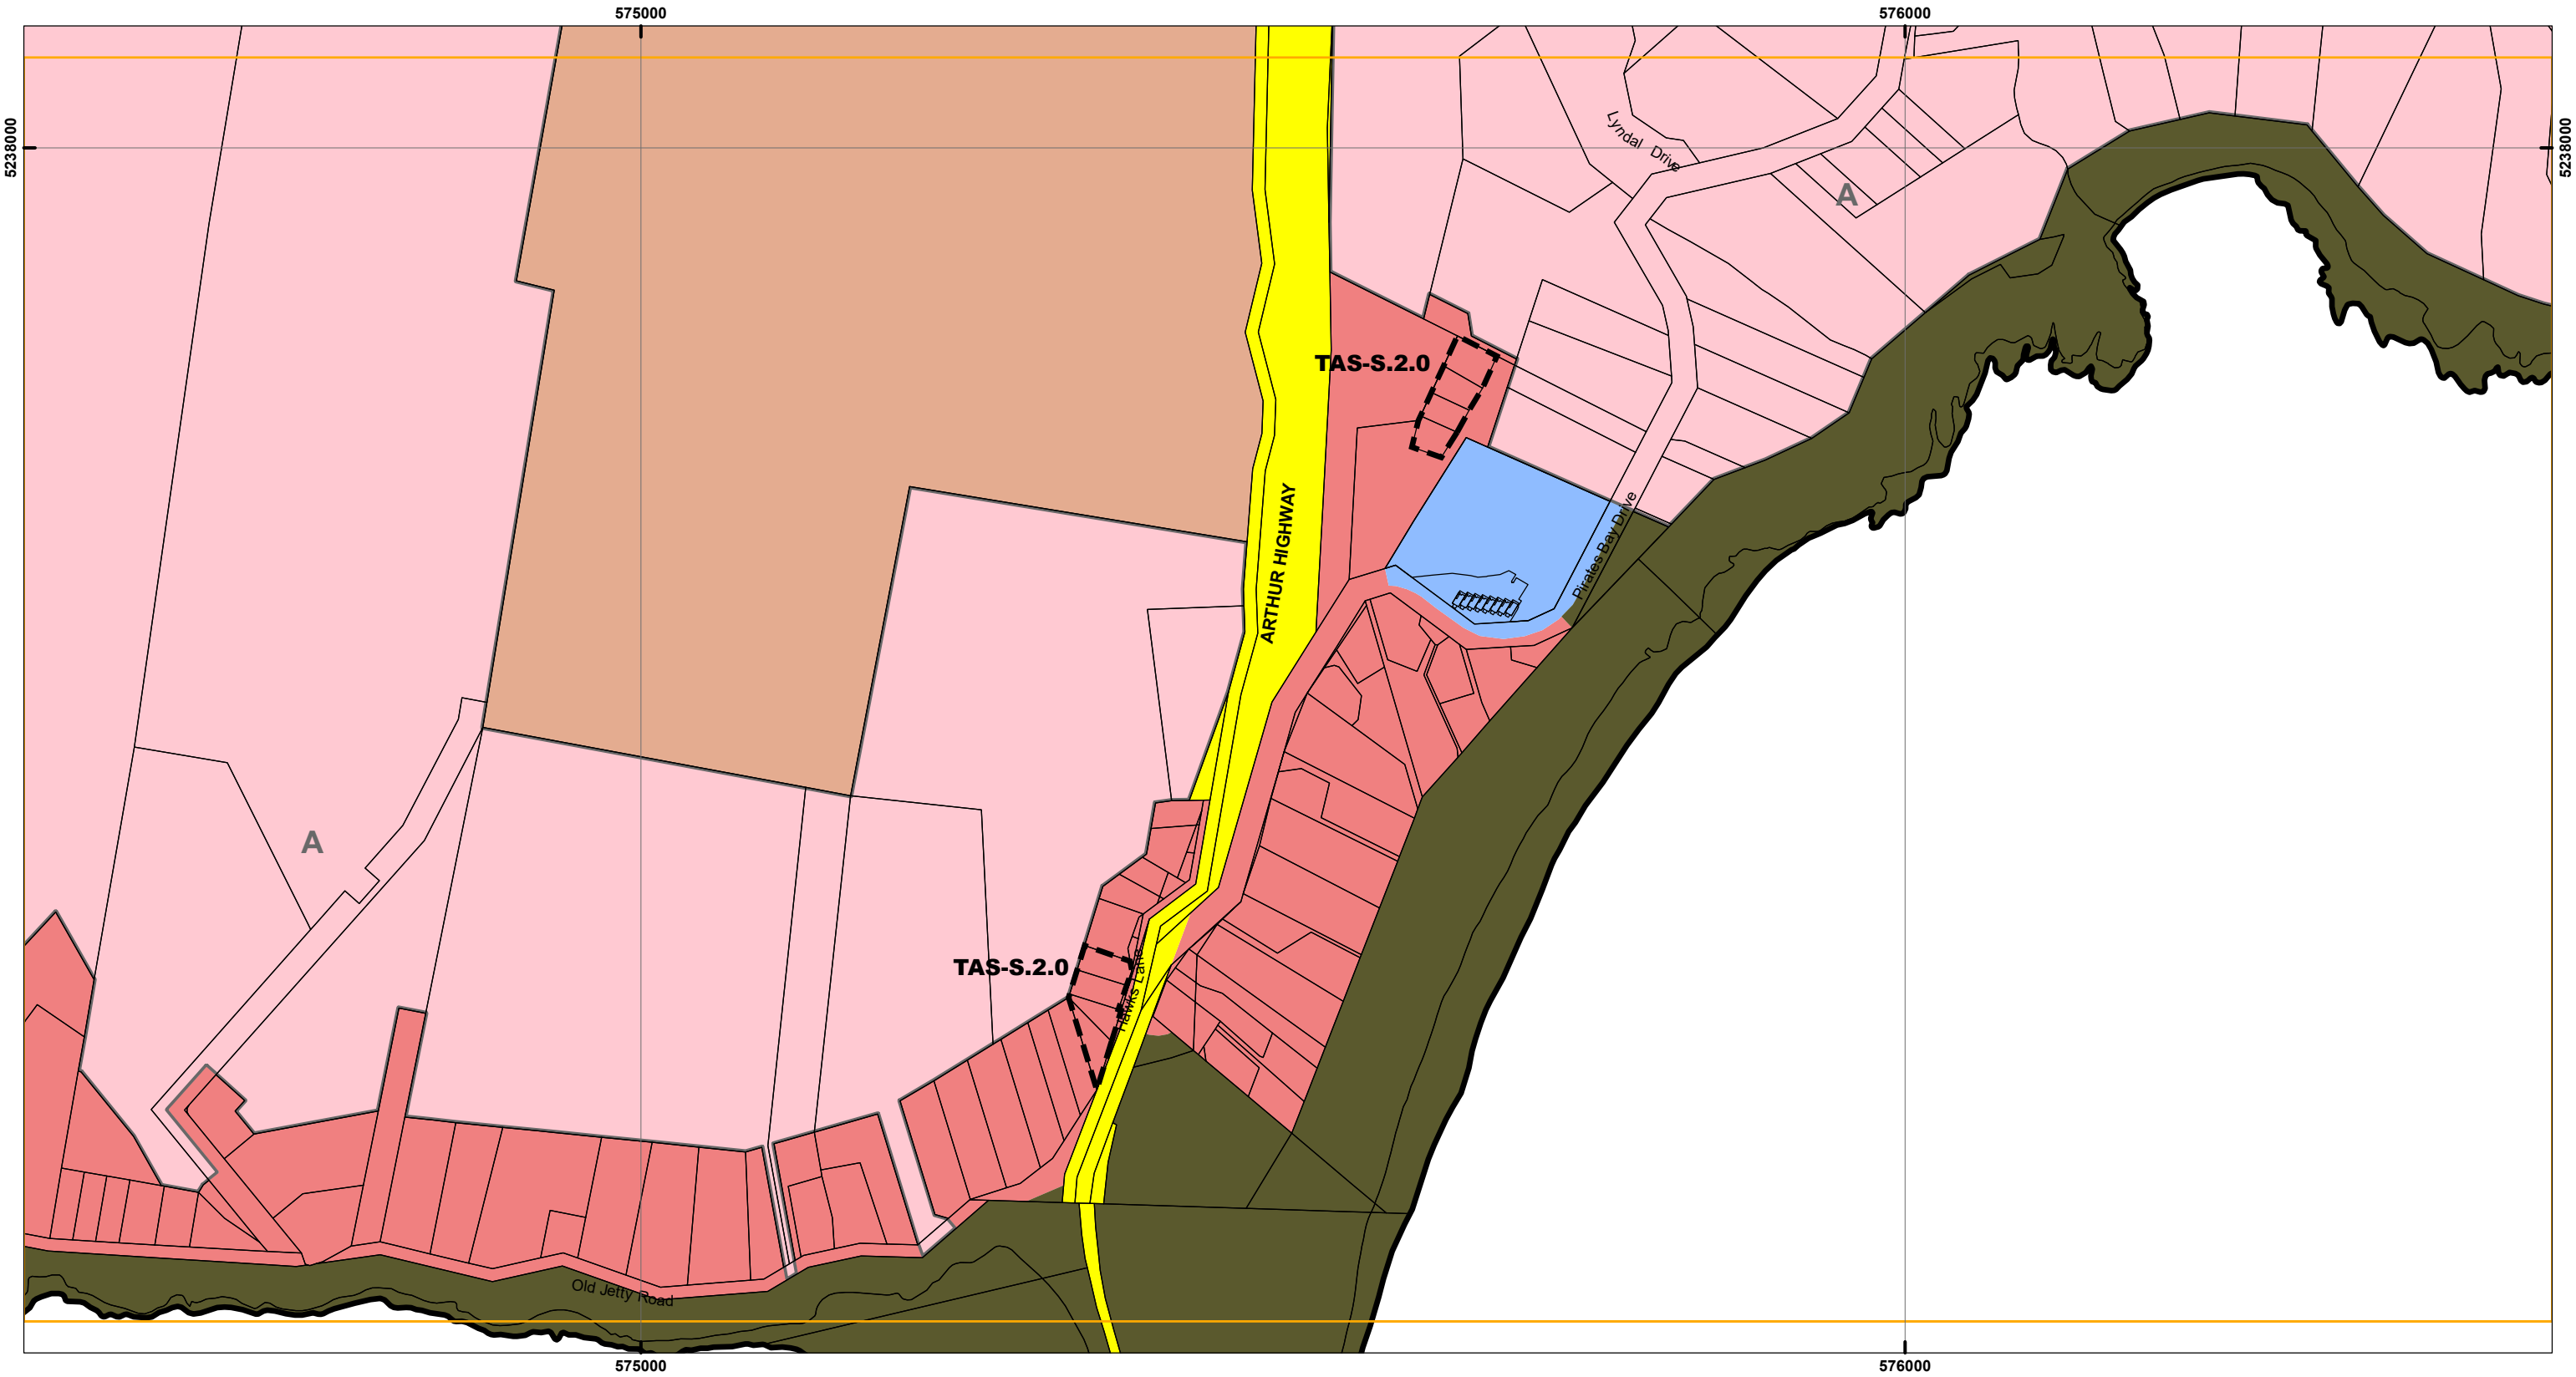 575000
576000
5238000
5238000
Lyndal Drive
A
TAS-S.2.0
ARTHUR HIGHWAY
Pirates Bay Drive
A
TAS-S.2.0
Hawks Lane
Old Jetty Road
575000
576000